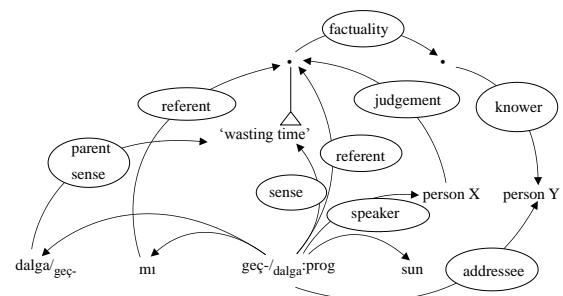 factuality
referent
judgement
knower
'wasting time'
parent
sense
referent
sense
person X
person Y
speaker
dalga/geç-
mı
geç-/dalga:prog
sun
addressee